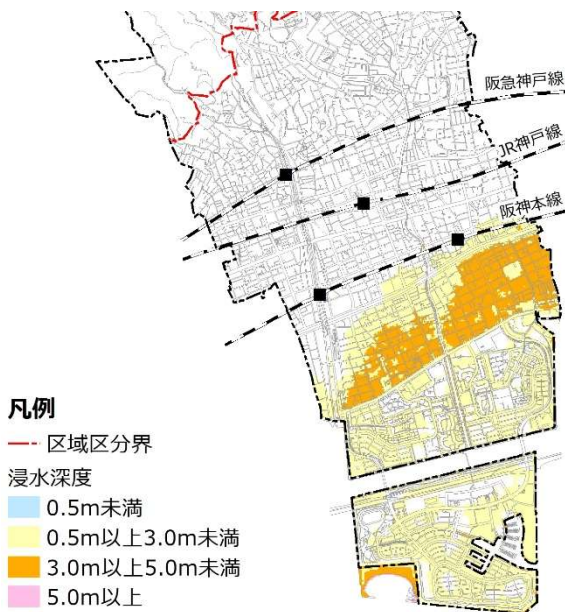 阪急神戸線
JR神戸線
阪神本線
凡例
区域区分界
浸水深度
0.5m未満
0.5m以上3.0m未満
3.0m以上5.0m未満
5.0m以上